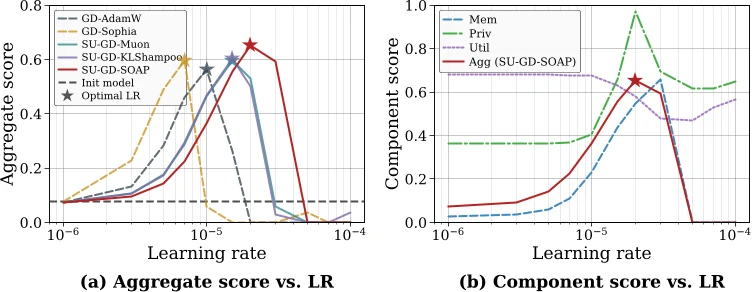 0.8
0.6
0.4
0.2
0.0
Aggregate score
GD-AdamW
GD-Sophia
SU-GD-Muon
SU-GD-KLShampoo
SU-GD-SOAP
Init model
Optimal LR
10⁻⁶
10⁻⁵
10⁻⁴
Learning rate
(a) Aggregate score vs. LR
1.0
0.8
0.6
0.4
0.2
0.0
Component score
Mem
Priv
Util
Agg (SU-GD-SOAP)
10⁻⁶
10⁻⁵
10⁻⁴
Learning rate
(b) Component score vs. LR